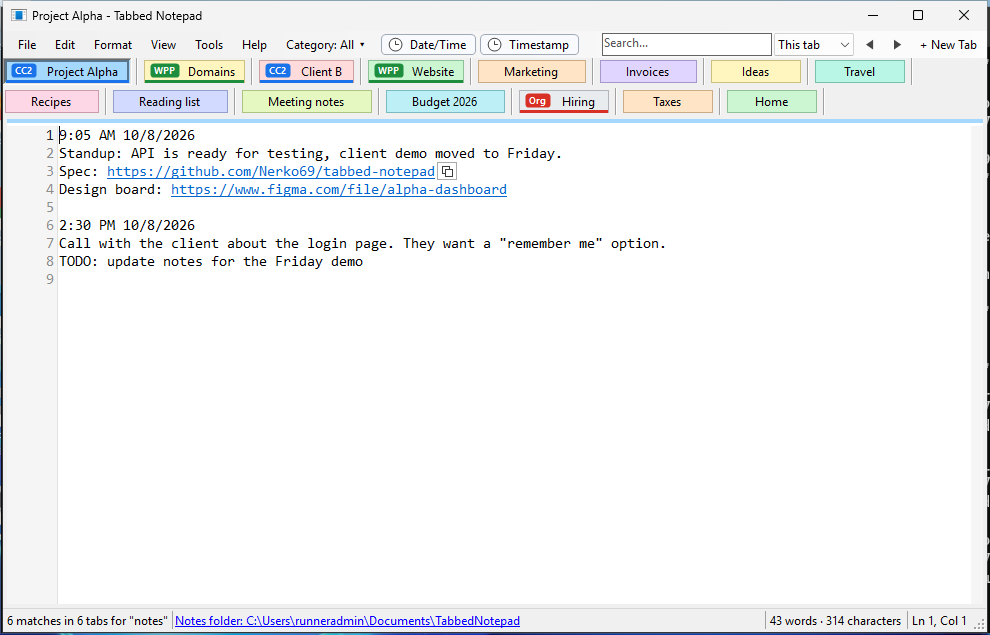 Project Alpha - Tabbed Notepad
File Edit Format View Tools Help Category: All Date/Time Timestamp Search... This tab + New Tab
CC2 Project Alpha WPP Domains CC2 Client B WPP Website Marketing Invoices Ideas Travel
Recipes Reading list Meeting notes Budget 2026 Org Hiring Taxes Home
1 9:05 AM 10/8/2026
2 Standup: API is ready for testing, client demo moved to Friday.
3 Spec: https://github.com/Nerko69/tabbed-notepad
4 Design board: https://www.figma.com/file/alpha-dashboard
5
6 2:30 PM 10/8/2026
7 Call with the client about the login page. They want a "remember me" option.
8 TODO: update notes for the Friday demo
9
6 matches in 6 tabs for "notes" Notes folder: C:\Users\runneradmin\Documents\TabbedNotepad 43 words · 314 characters Ln 1, Col 1